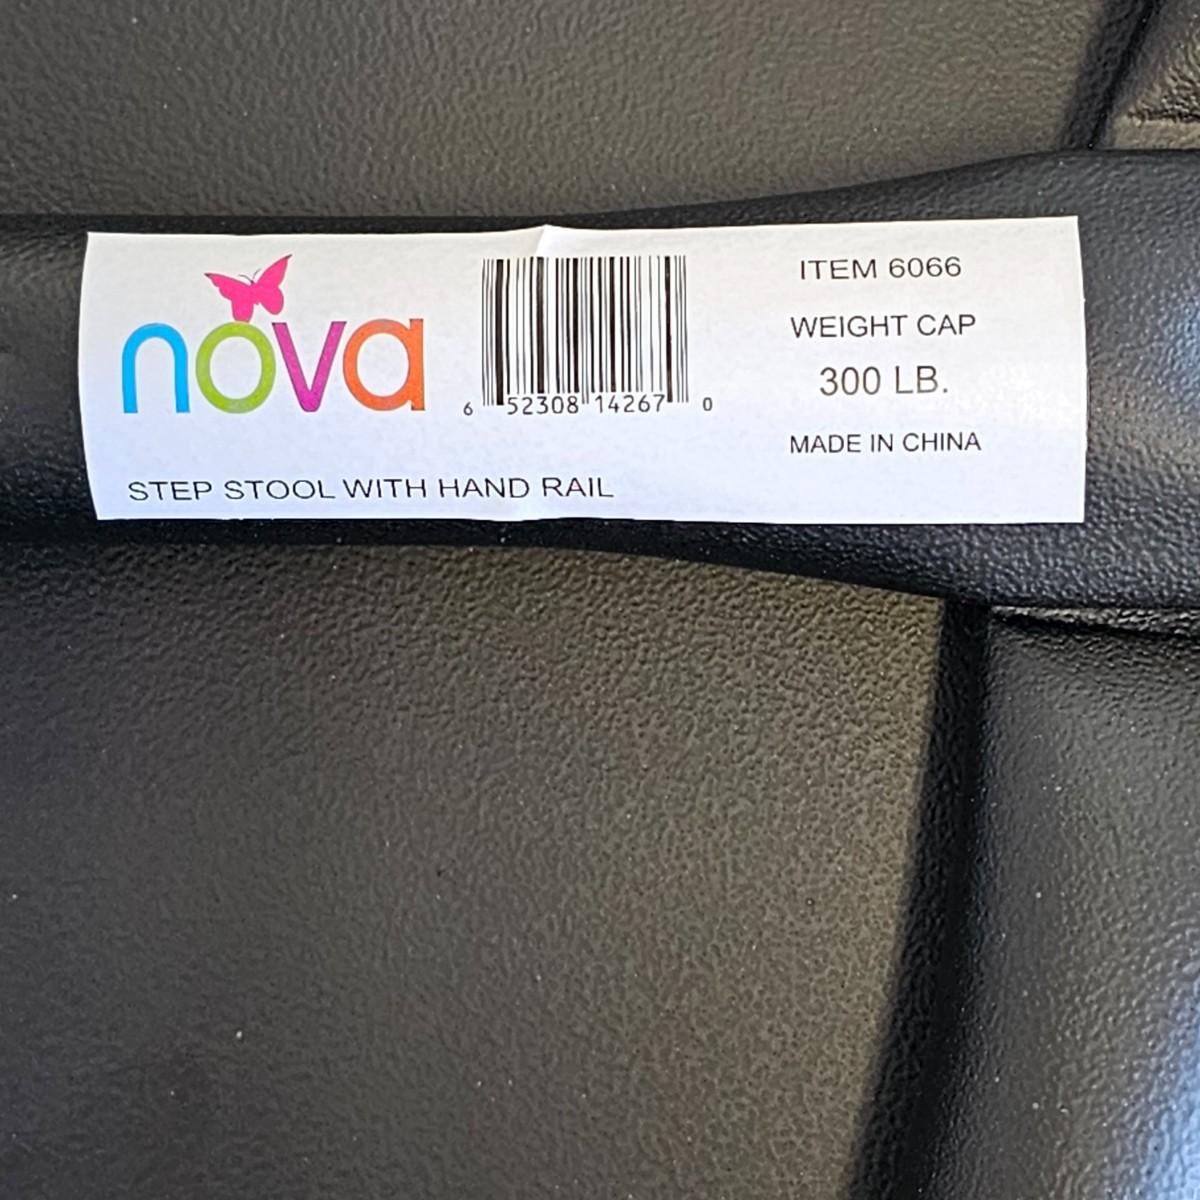 nova
6 52308 14267 0
STEP STOOL WITH HAND RAIL
ITEM 6066
WEIGHT CAP
300 LB.
MADE IN CHINA